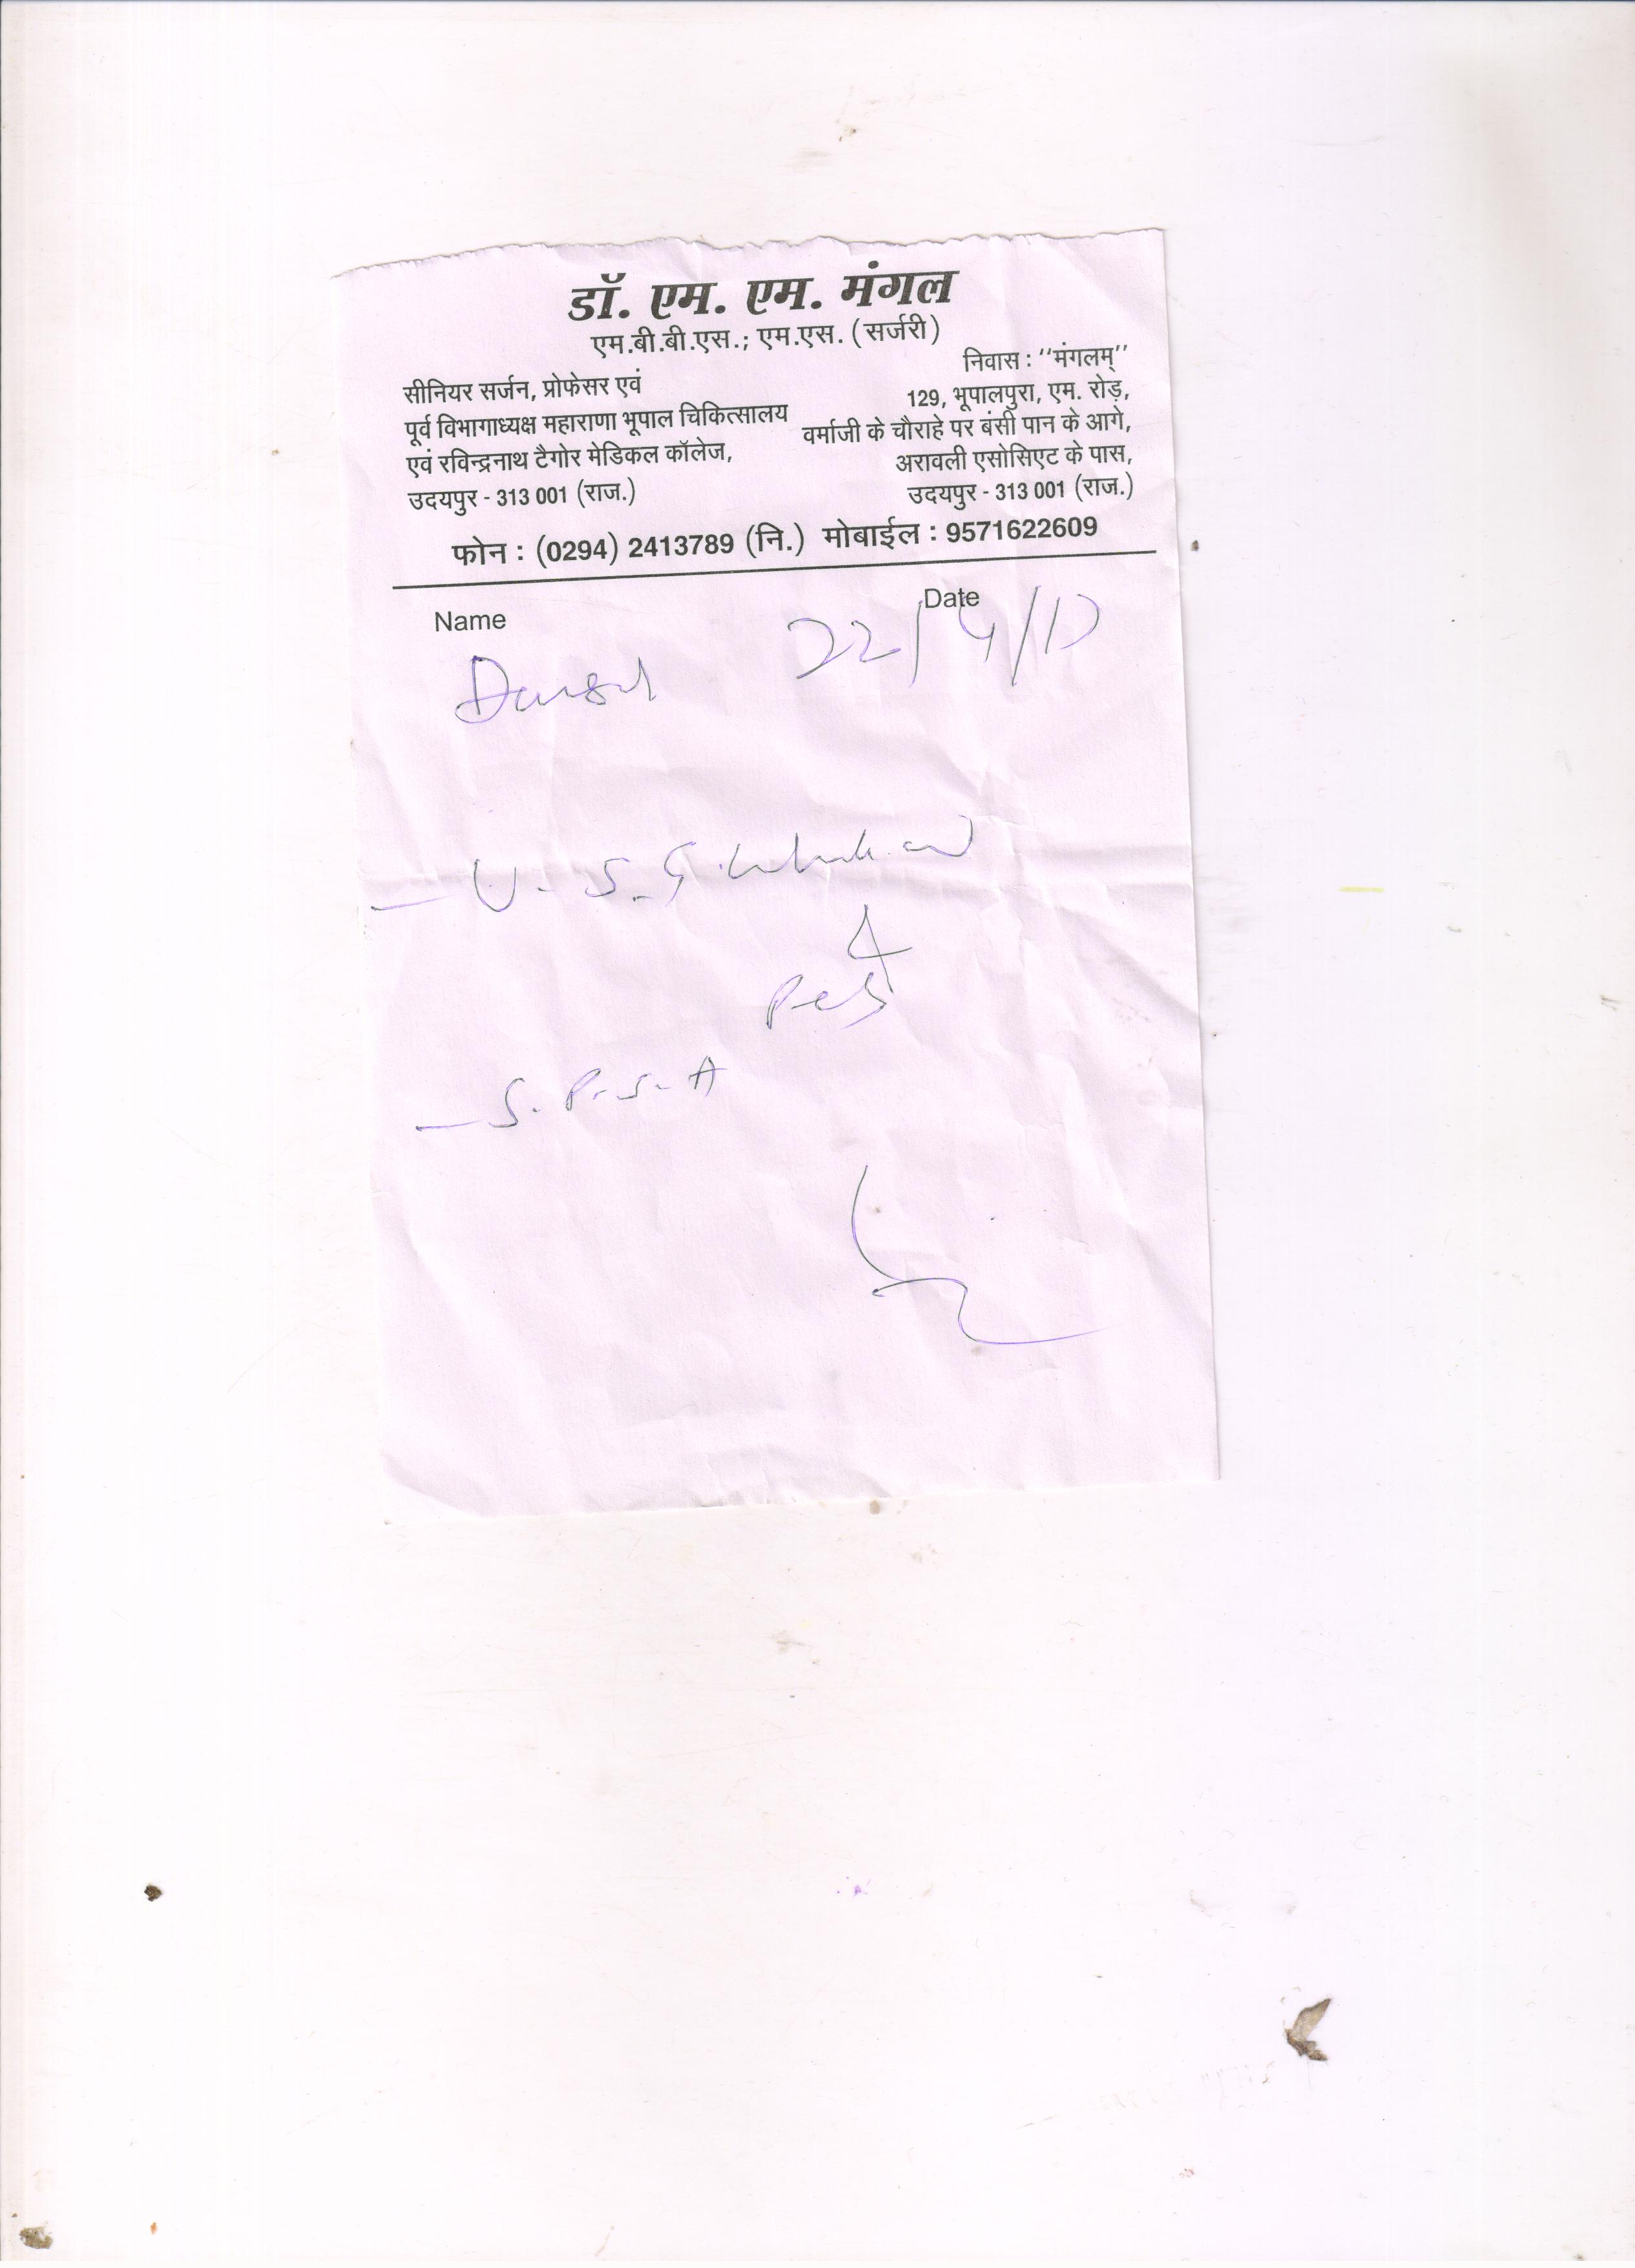 डॉ. एम. एम. मंगल
एम.बी.बी.एस.; एम.एस. (सर्जरी)
सीनियर सर्जन, प्रोफेसर एवं
पूर्व विभागाध्यक्ष महाराणा भूपाल चिकित्सालय
एवं रविन्द्रनाथ टैगोर मेडिकल कॉलेज,
उदयपुर - 313 001 (राज.)
निवास : ‘‘मंगलम्’’
129, भूपालपुरा, एम. रोड़,
वर्माजी के चौराहे पर बंसी पान के आगे,
अरावली एसोसिएट के पास,
उदयपुर - 313 001 (राज.)
फोन : (0294) 2413789 (नि.) मोबाईल : 9571622609
Name Date
22/4/17
- U.S.G.
- S.P.S.A